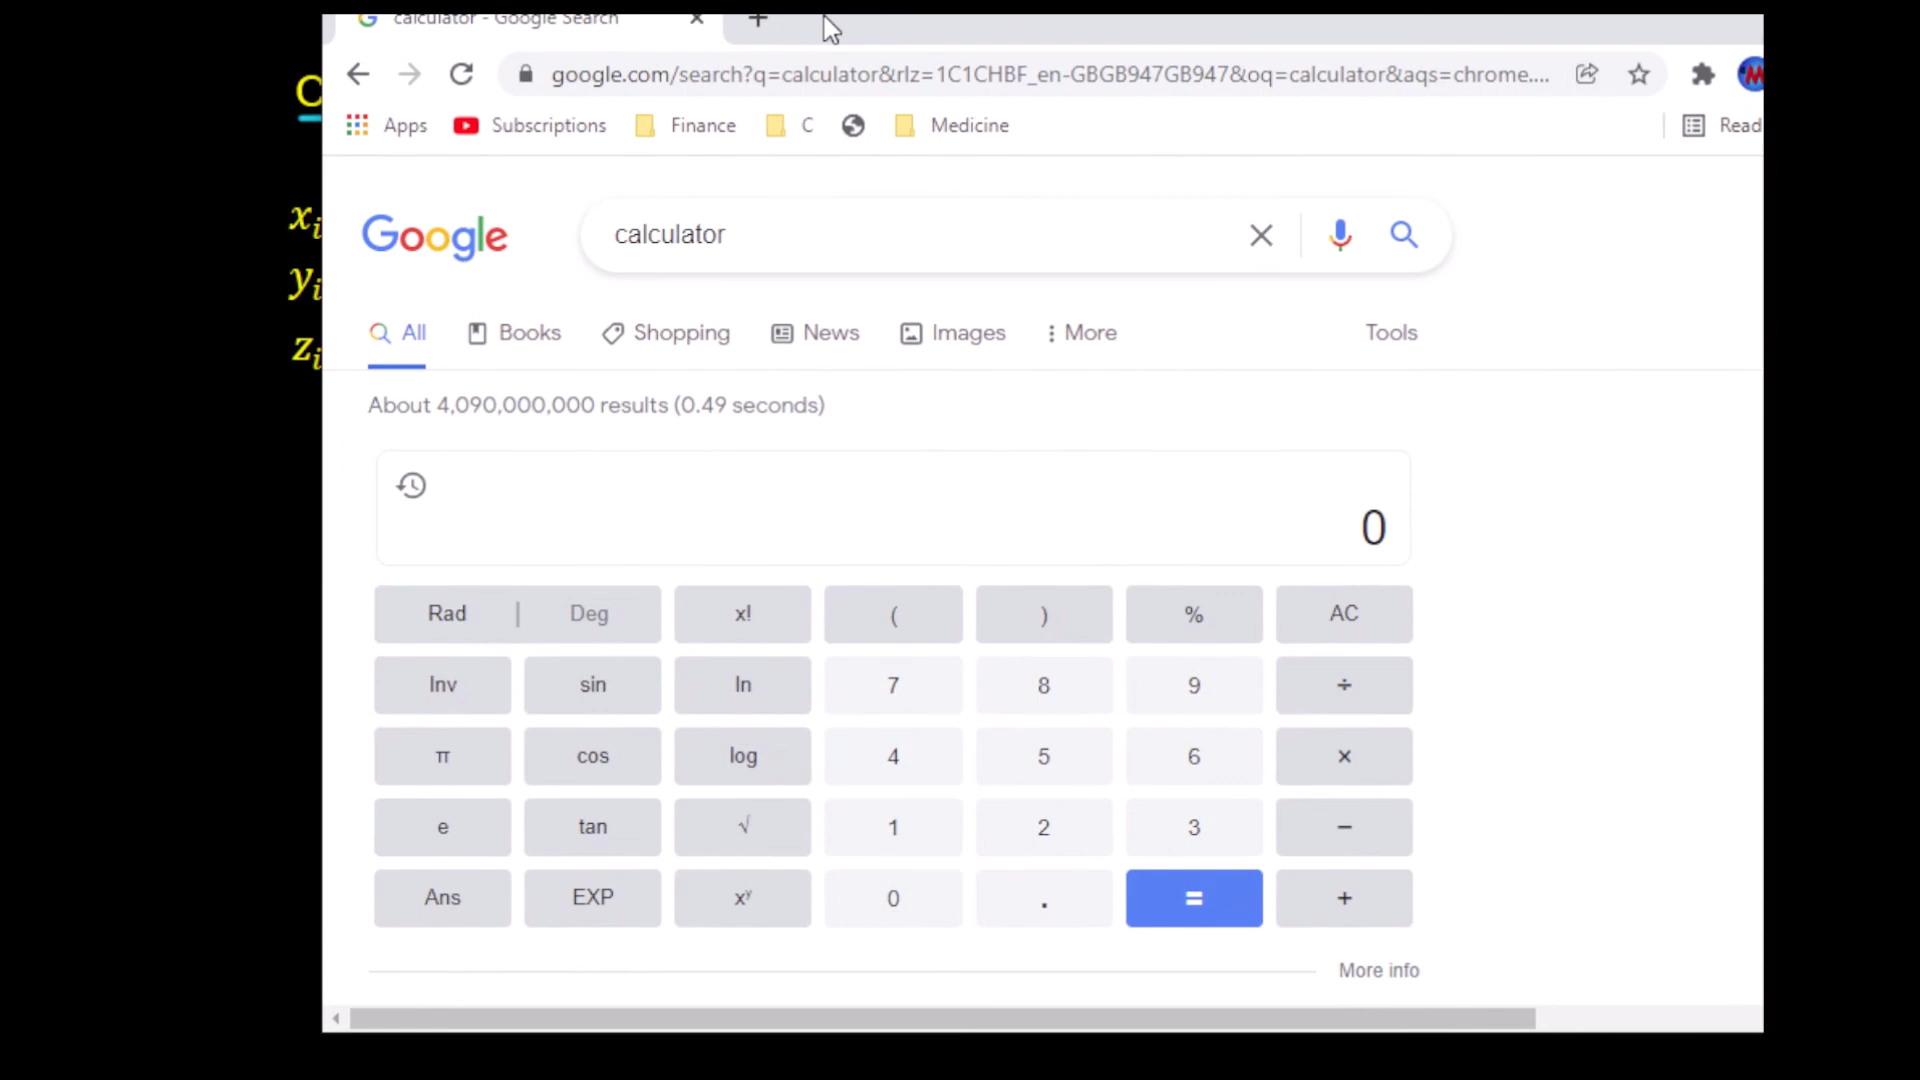 calculator - Google Search
google.com/search?q=calculator&rlz=1C1CHBF_en-GBGB947GB947&oq=calculator&aqs=chrome....
Apps Subscriptions Finance C Medicine Read
Google calculator
All Books Shopping News Images More Tools
About 4,090,000,000 results (0.49 seconds)
0
Rad | Deg x! ( ) % AC
Inv sin ln 7 8 9 ÷
π cos log 4 5 6 ×
e tan √ 1 2 3 −
Ans EXP xʸ 0 . = +
More info
xᵢ
yᵢ
zᵢ